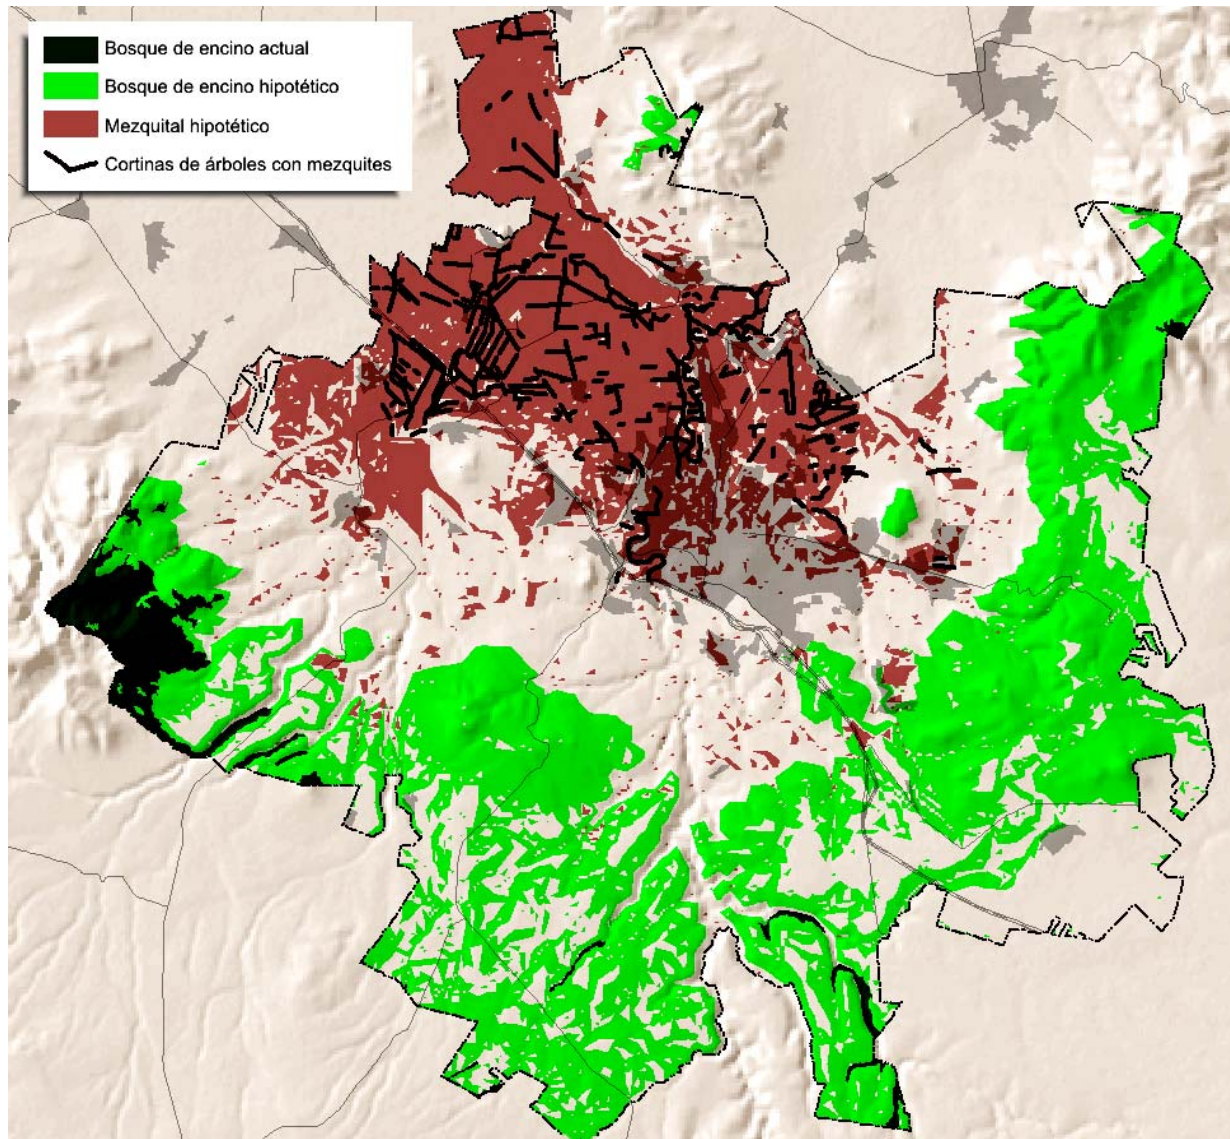 Bosque de encino actual
Bosque de encino hipotético
Mezquital hipotético
Cortinas de árboles con mezquites